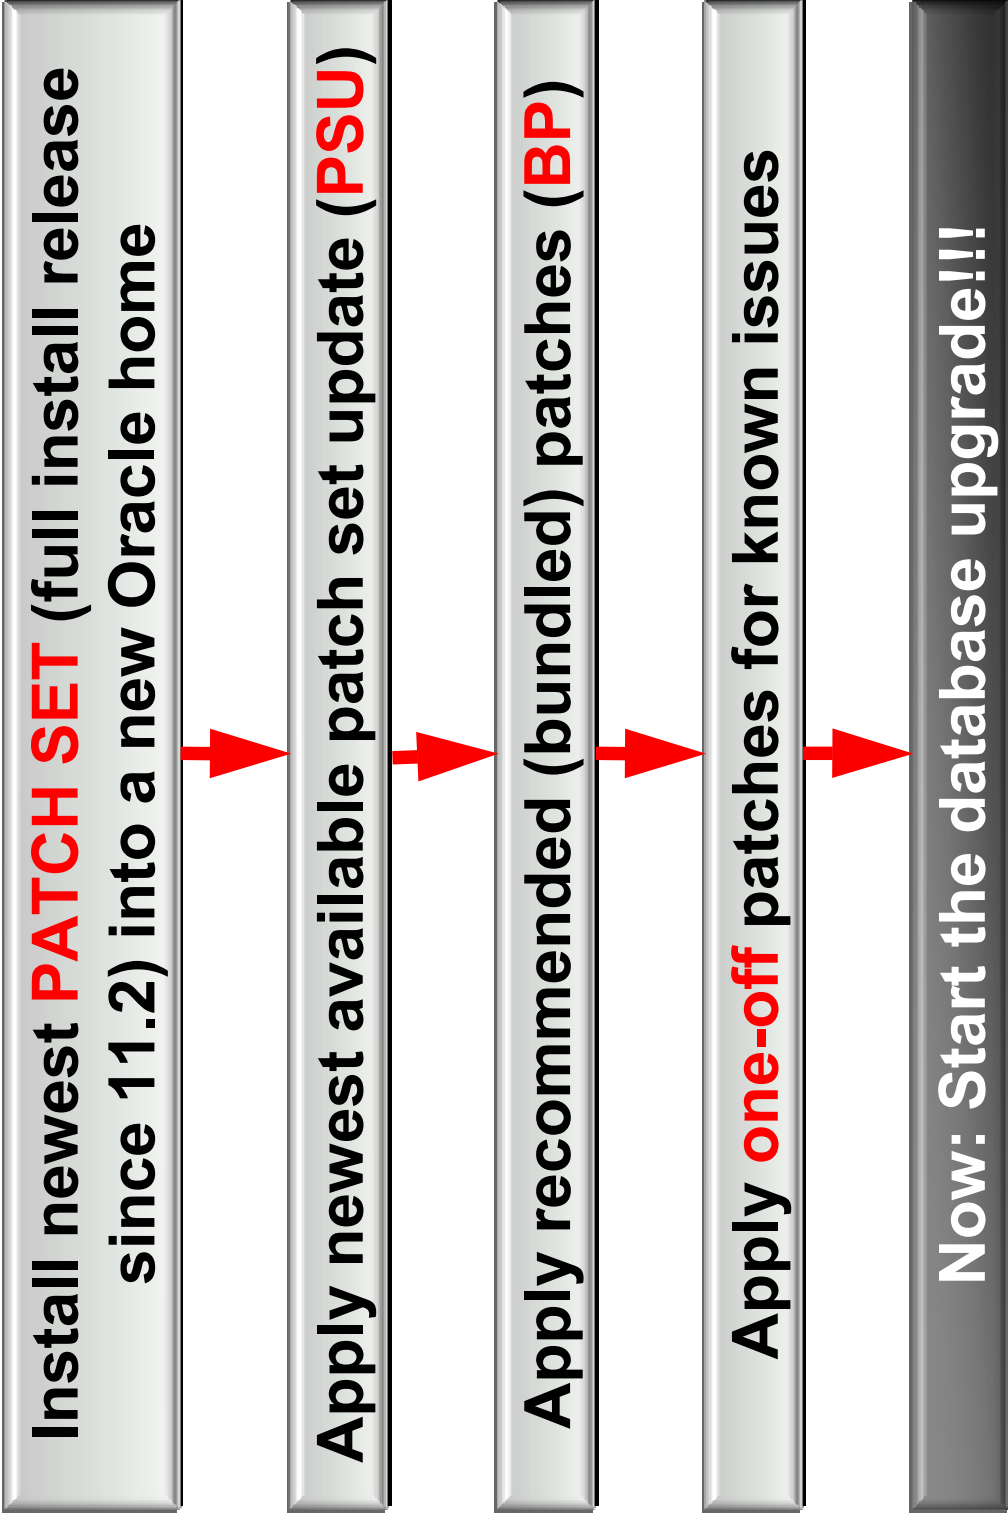 Install newest PATCH SET (full install release
since 11.2) into a new Oracle home
Apply newest available patch set update (PSU)
Apply recommended (bundled) patches (BP)
Apply one-off patches for known issues
Now: Start the database upgrade!!!